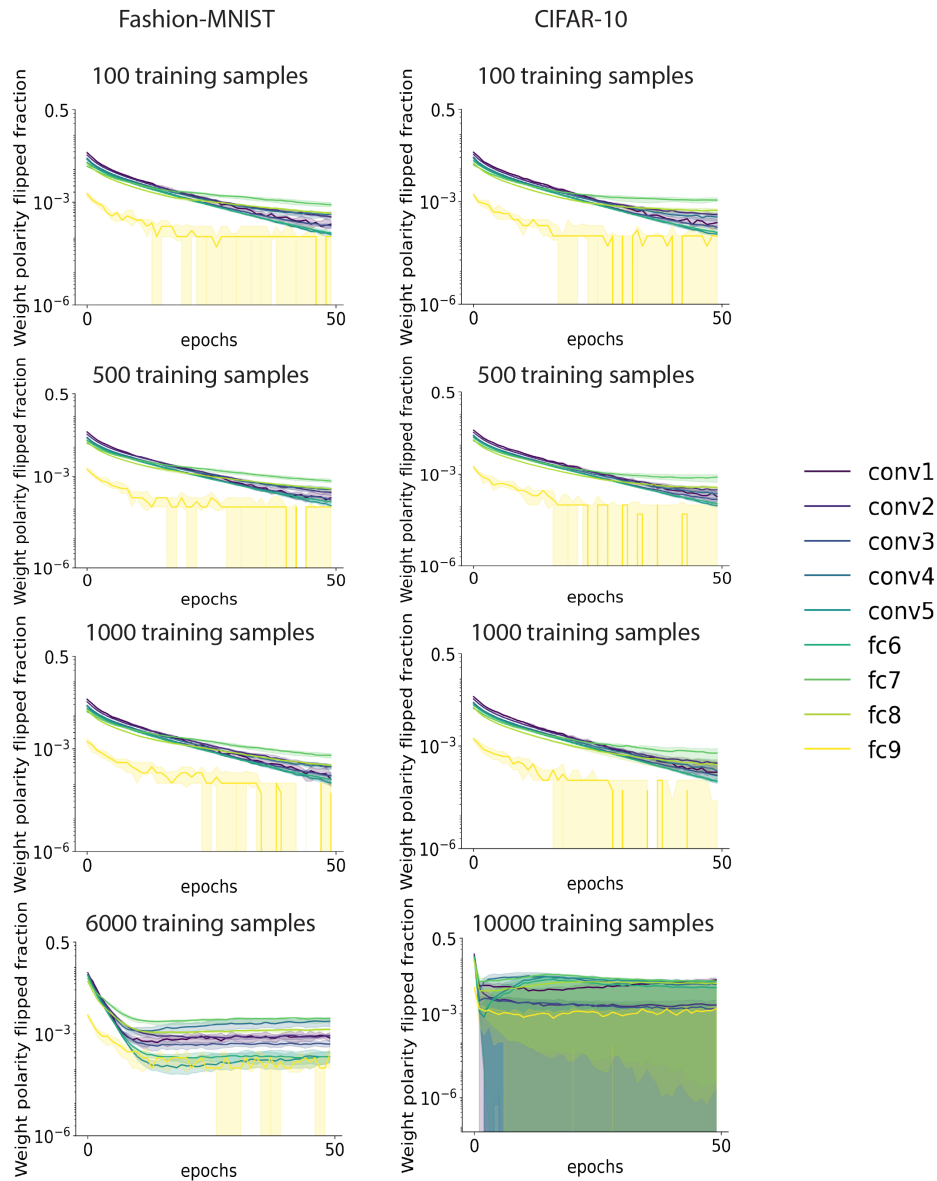 Fashion-MNIST
CIFAR-10
100 training samples
100 training samples
Weight polarity flipped fraction
0.5
10⁻³
10⁻⁶
0
50
epochs
Weight polarity flipped fraction
0.5
10⁻³
10⁻⁶
0
50
epochs
500 training samples
500 training samples
Weight polarity flipped fraction
0.5
10⁻³
10⁻⁶
0
50
epochs
Weight polarity flipped fraction
0.5
10⁻³
10⁻⁶
0
50
epochs
conv1
conv2
conv3
conv4
conv5
fc6
fc7
fc8
fc9
1000 training samples
1000 training samples
Weight polarity flipped fraction
0.5
10⁻³
10⁻⁶
0
50
epochs
Weight polarity flipped fraction
0.5
10⁻³
10⁻⁶
0
50
epochs
6000 training samples
10000 training samples
Weight polarity flipped fraction
0.5
10⁻³
10⁻⁶
0
50
epochs
Weight polarity flipped fraction
0.5
10⁻³
10⁻⁶
0
50
epochs